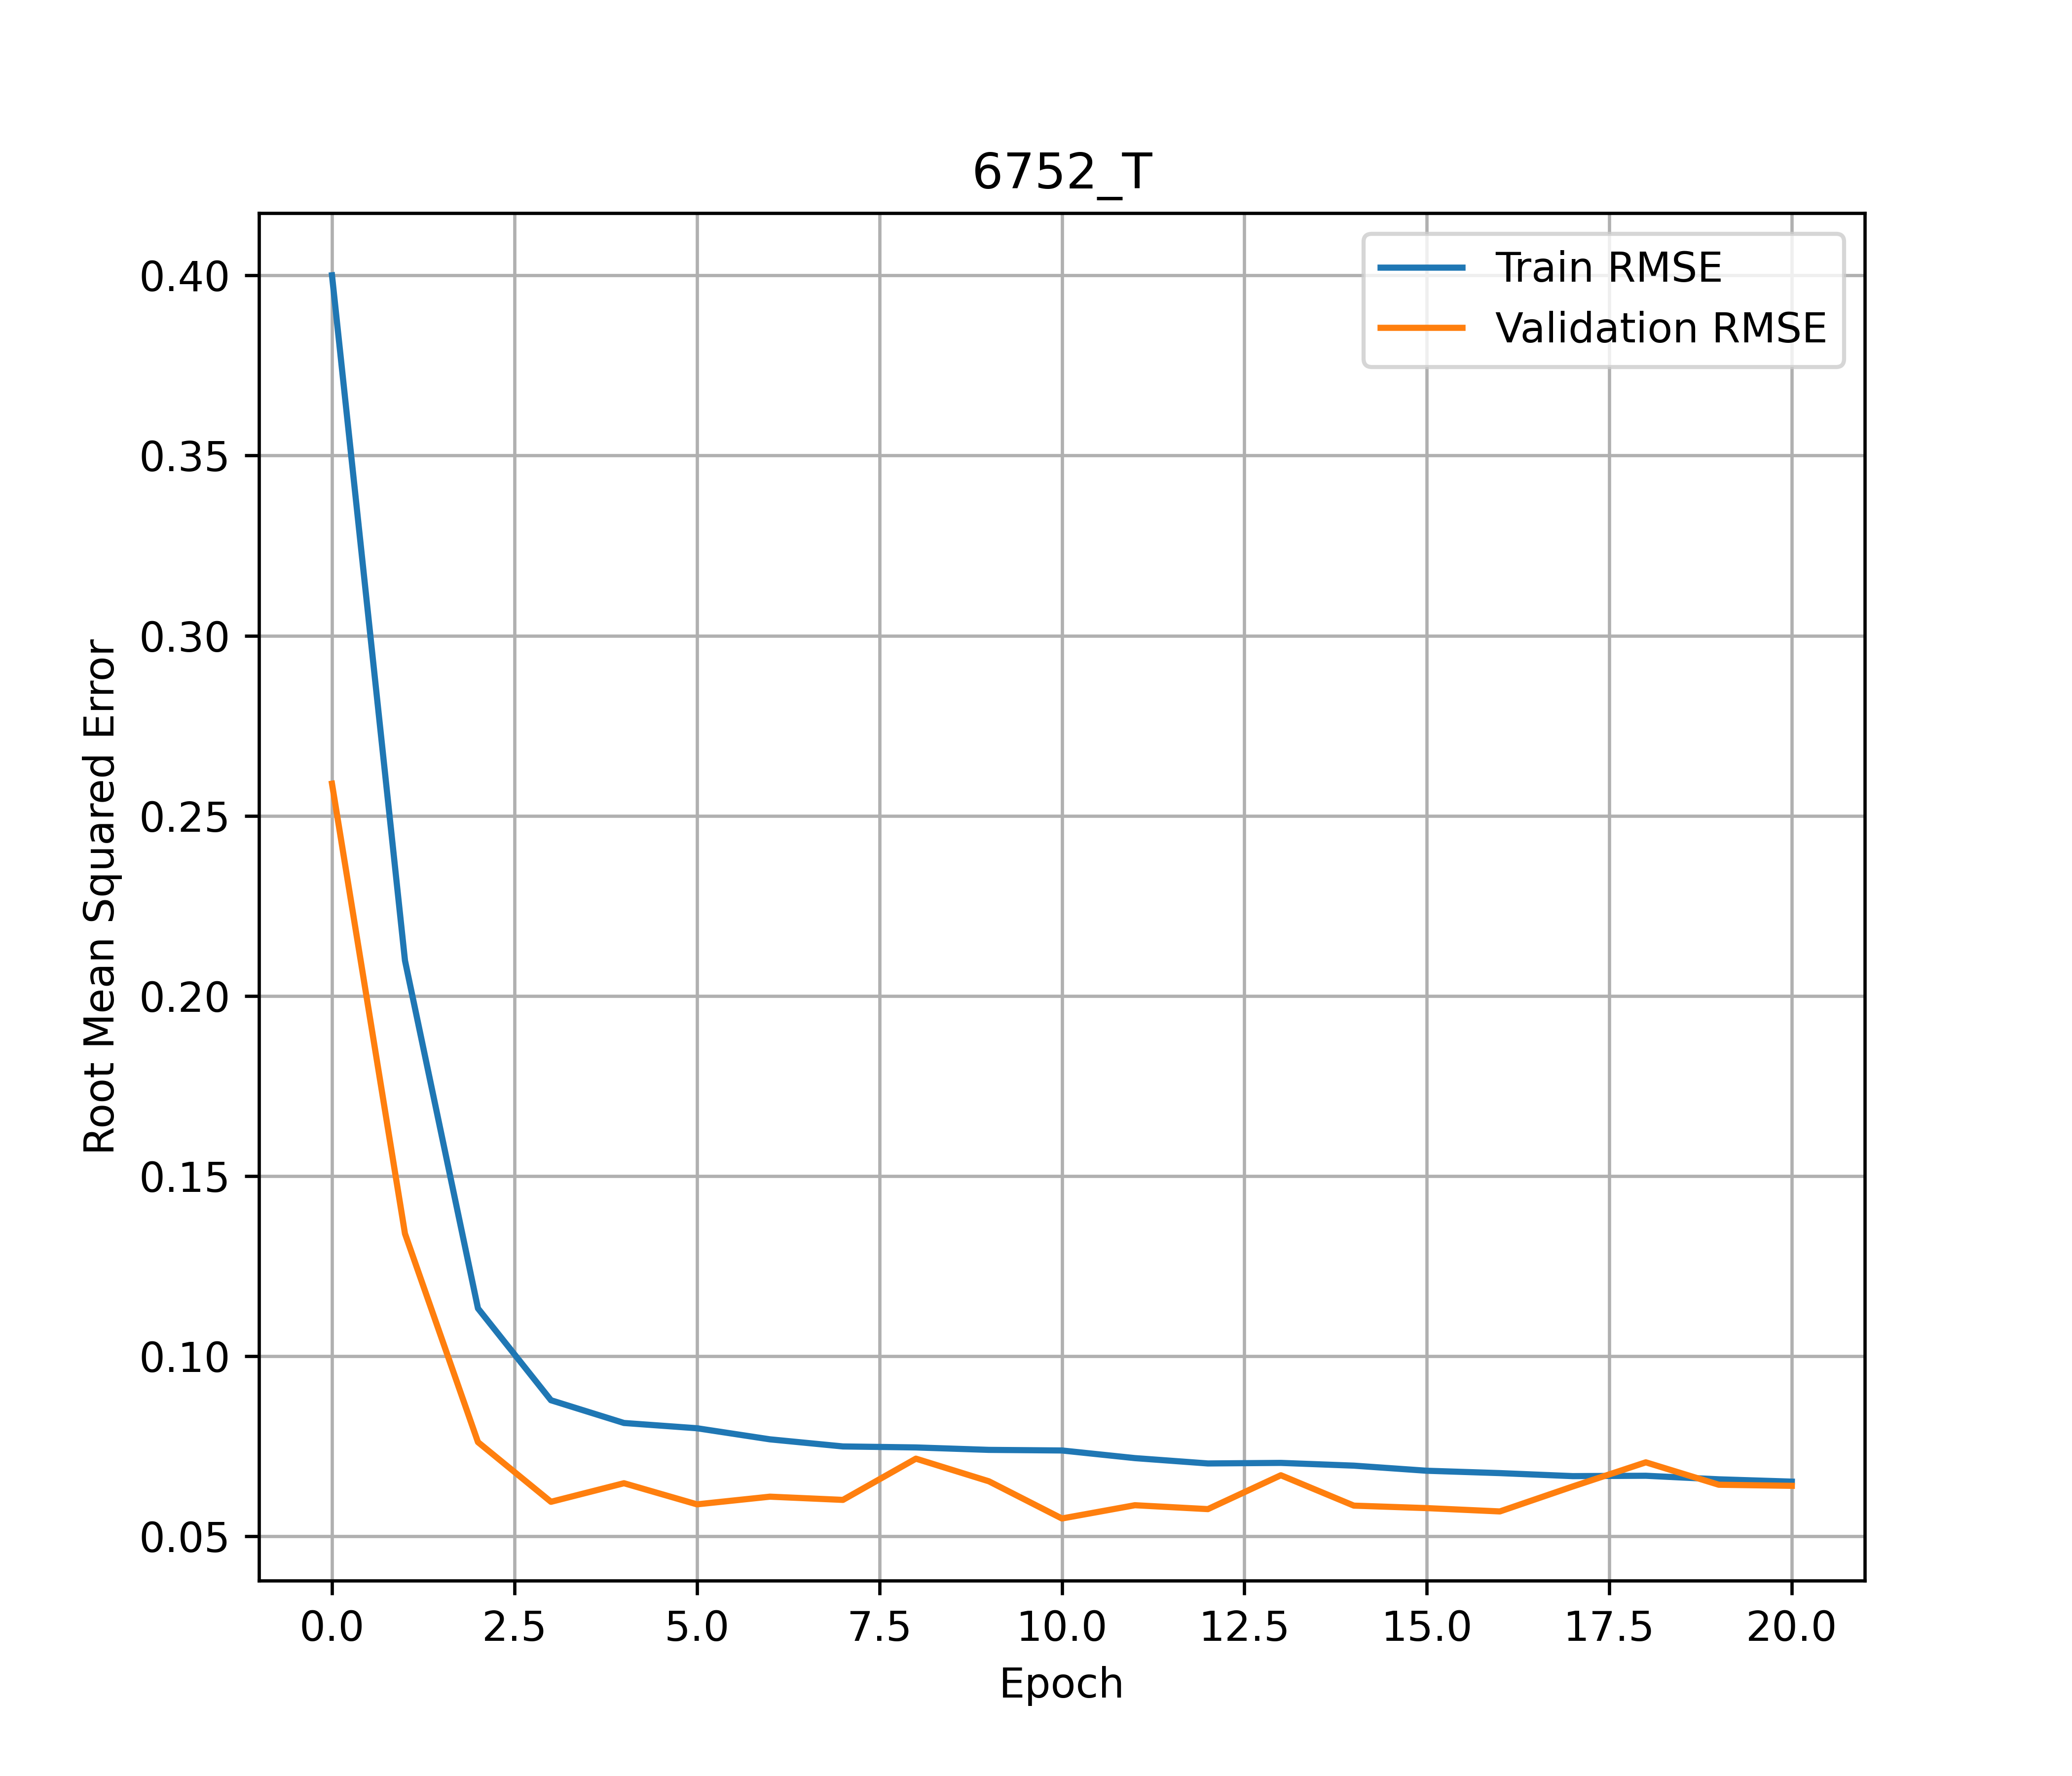 6752_T
Train RMSE
Validation RMSE
0.40
0.35
0.30
0.25
0.20
0.15
0.10
0.05
Root Mean Squared Error
0.0 2.5 5.0 7.5 10.0 12.5 15.0 17.5 20.0
Epoch